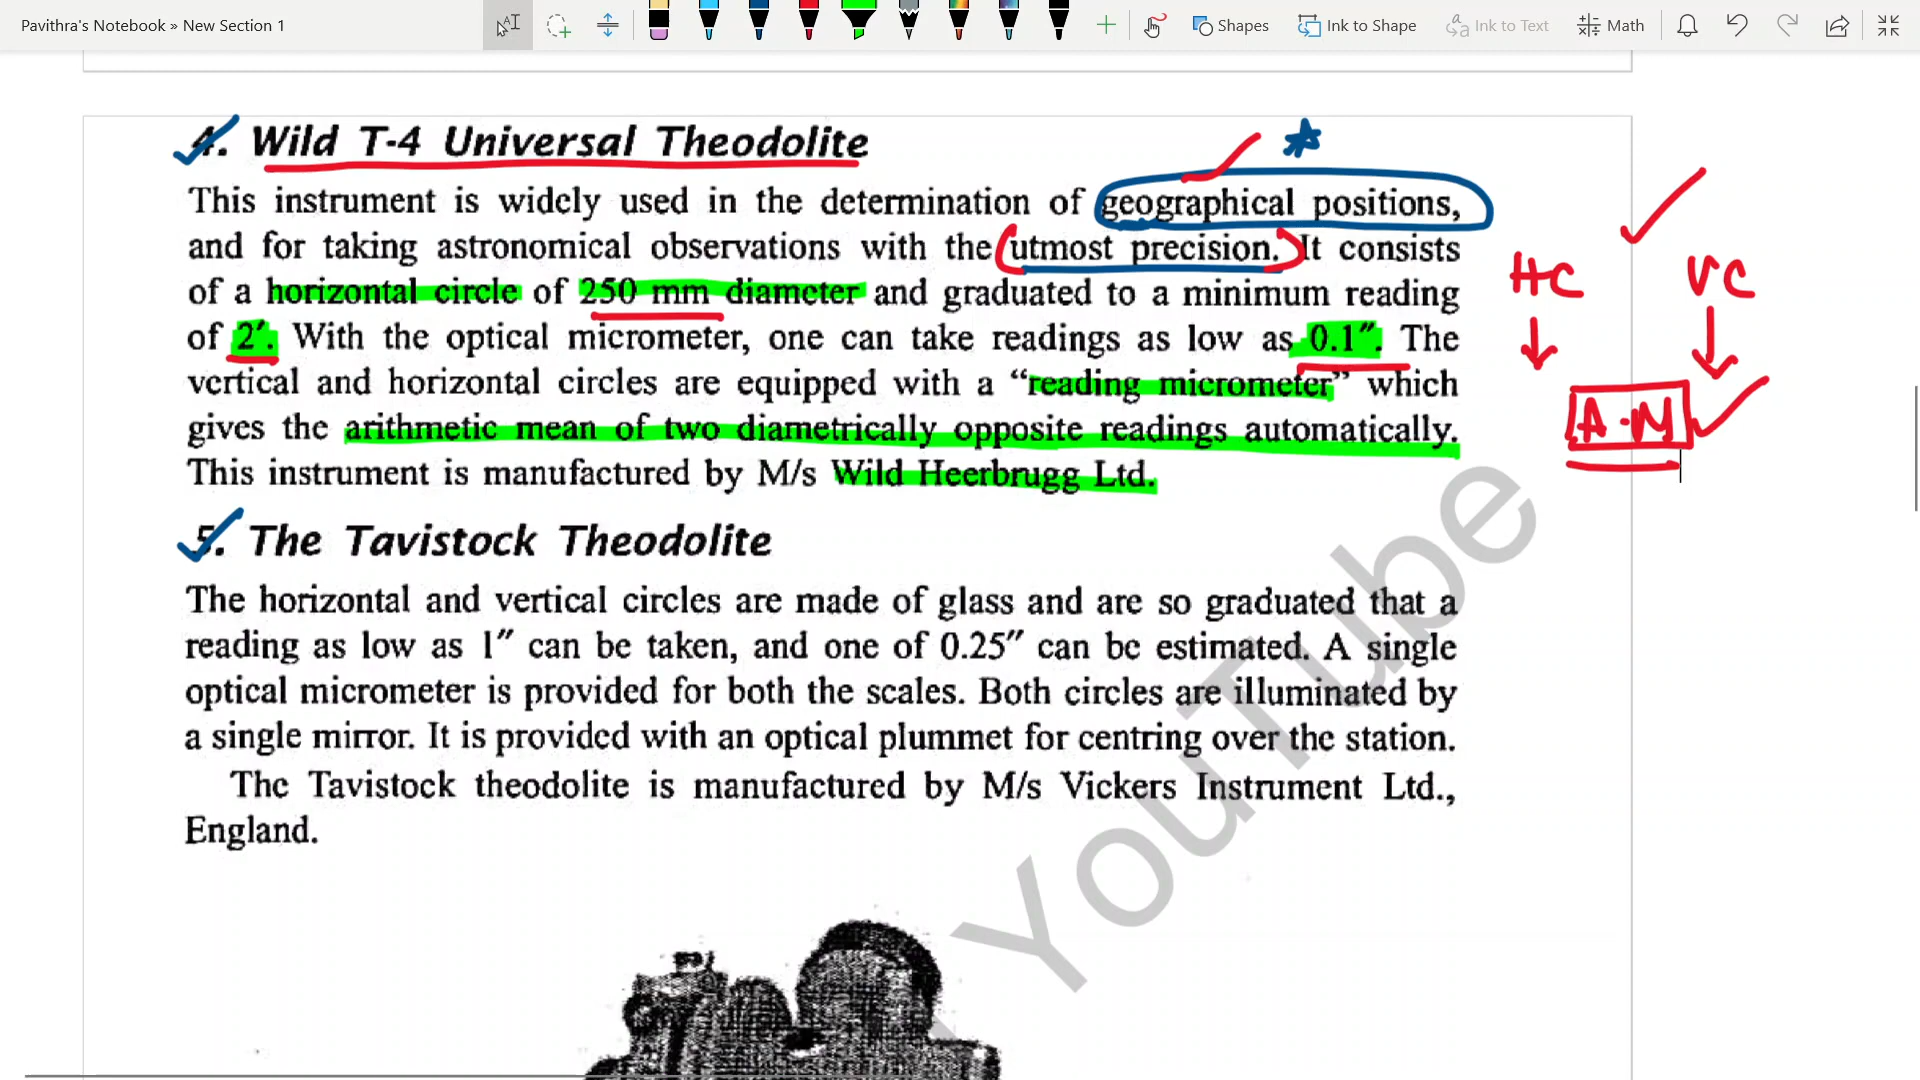 Pavithra's Notebook » New Section 1
Shapes
Ink to Shape
Ink to Text
Math
4. Wild T-4 Universal Theodolite
This instrument is widely used in the determination of geographical positions,
and for taking astronomical observations with the utmost precision. It consists
of a horizontal circle of 250 mm diameter and graduated to a minimum reading
of 2′. With the optical micrometer, one can take readings as low as 0.1″. The
vertical and horizontal circles are equipped with a “reading micrometer” which
gives the arithmetic mean of two diametrically opposite readings automatically.
This instrument is manufactured by M/s Wild Heerbrugg Ltd.
HC
VC
A.M
5. The Tavistock Theodolite
The horizontal and vertical circles are made of glass and are so graduated that a
reading as low as 1″ can be taken, and one of 0.25″ can be estimated. A single
optical micrometer is provided for both the scales. Both circles are illuminated by
a single mirror. It is provided with an optical plummet for centring over the station.
The Tavistock theodolite is manufactured by M/s Vickers Instrument Ltd.,
England.
YouTube